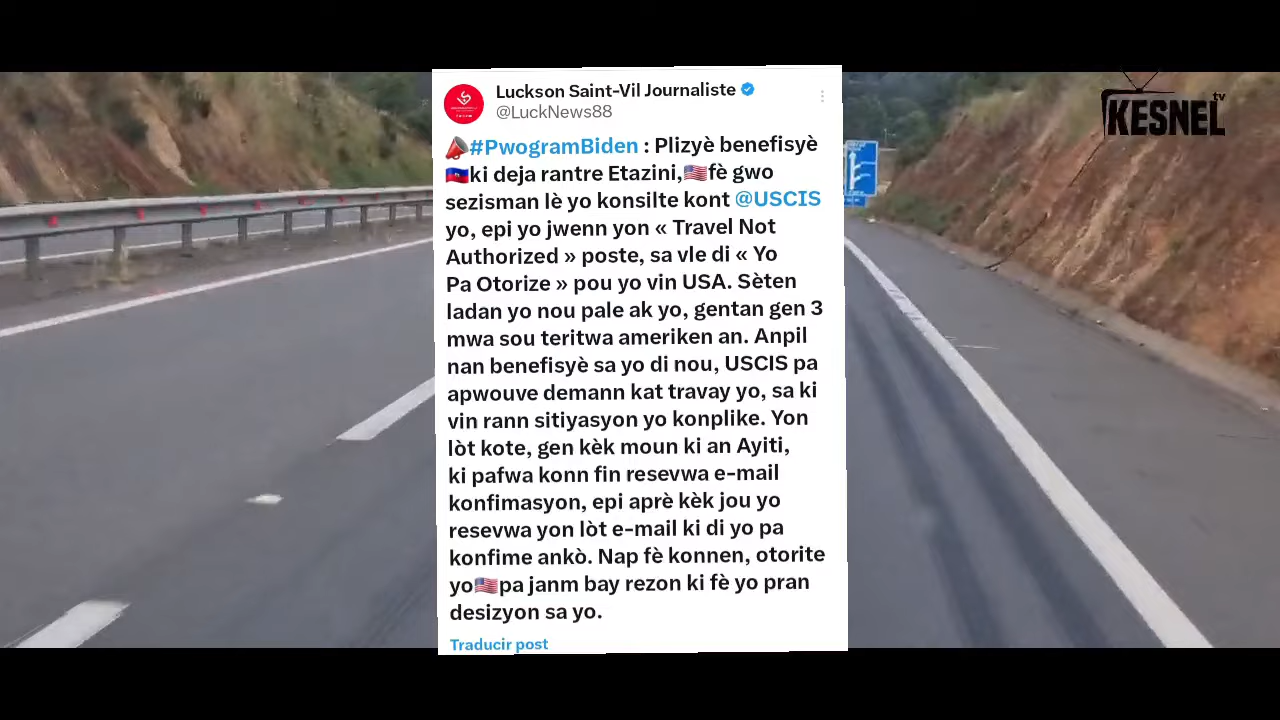 Luckson Saint-Vil Journaliste
@LuckNews88
📣#PwogramBiden : Plizyè benefisyè
🇭🇹ki deja rantre Etazini,🇺🇸fè gwo
sezisman lè yo konsilte kont @USCIS
yo, epi yo jwenn yon « Travel Not
Authorized » poste, sa vle di « Yo
Pa Otorize » pou yo vin USA. Sèten
ladan yo nou pale ak yo, gentan gen 3
mwa sou teritwa ameriken an. Anpil
nan benefisyè sa yo di nou, USCIS pa
apwouve demann kat travay yo, sa ki
vin rann sitiyasyon yo konplike. Yon
lòt kote, gen kèk moun ki an Ayiti,
ki pafwa konn fin resevwa e-mail
konfimasyon, epi aprè kèk jou yo
resevwa yon lòt e-mail ki di yo pa
konfime ankò. Nap fè konnen, otorite
yo🇺🇸pa janm bay rezon ki fè yo pran
desizyon sa yo.
Traducir post
KESNEL tv